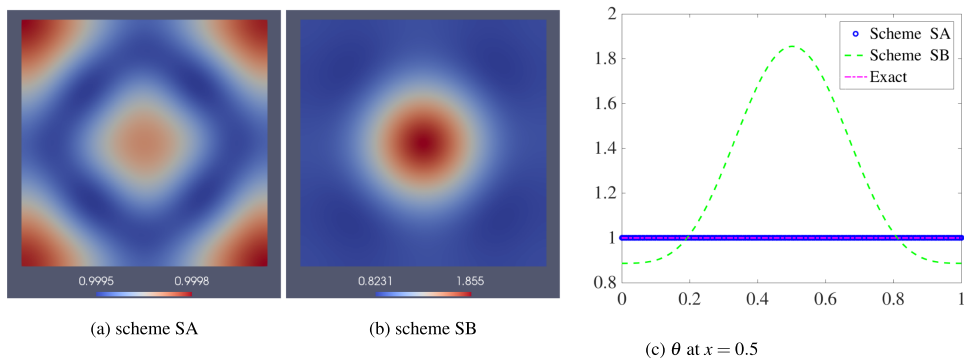 0.9995 0.9998
(a) scheme SA
0.8231 1.855
(b) scheme SB
2
1.8
1.6
1.4
1.2
1
0.8
0 0.2 0.4 0.6 0.8 1
Scheme SA
Scheme SB
Exact
(c) θ at x = 0.5